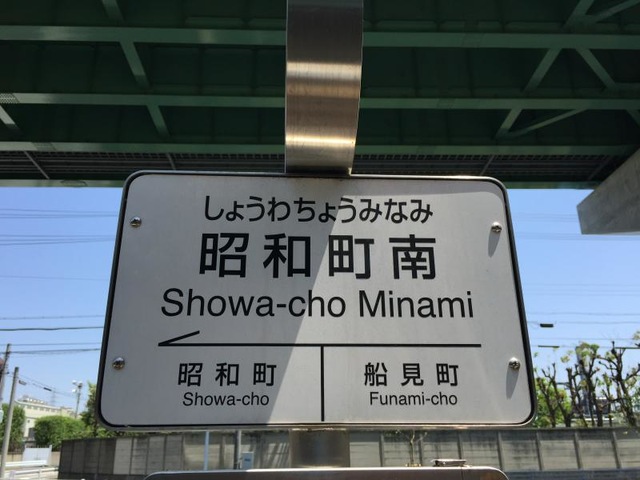 しょうわちょうみなみ
昭和町南
Showa-cho Minami
昭和町
Showa-cho
船見町
Funami-cho